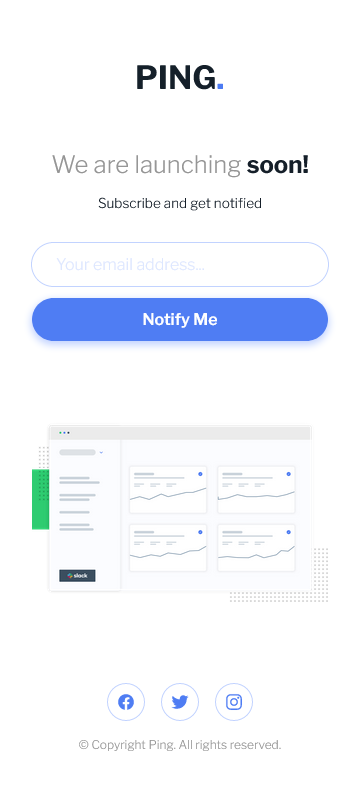 PING.
We are launching soon!
Subscribe and get notified
Your email address...
Notify Me
slack
© Copyright Ping. All rights reserved.